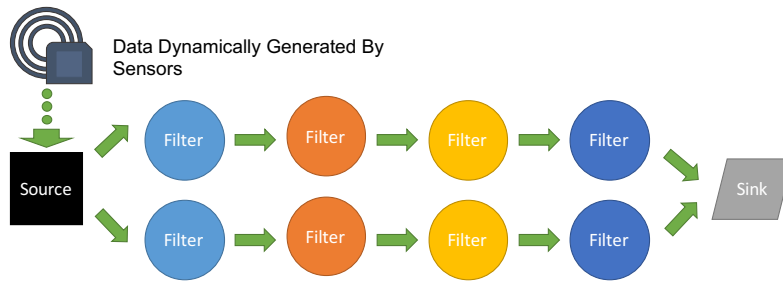 Data Dynamically Generated By
Sensors
Filter
Filter
Filter
Filter
Source
Sink
Filter
Filter
Filter
Filter